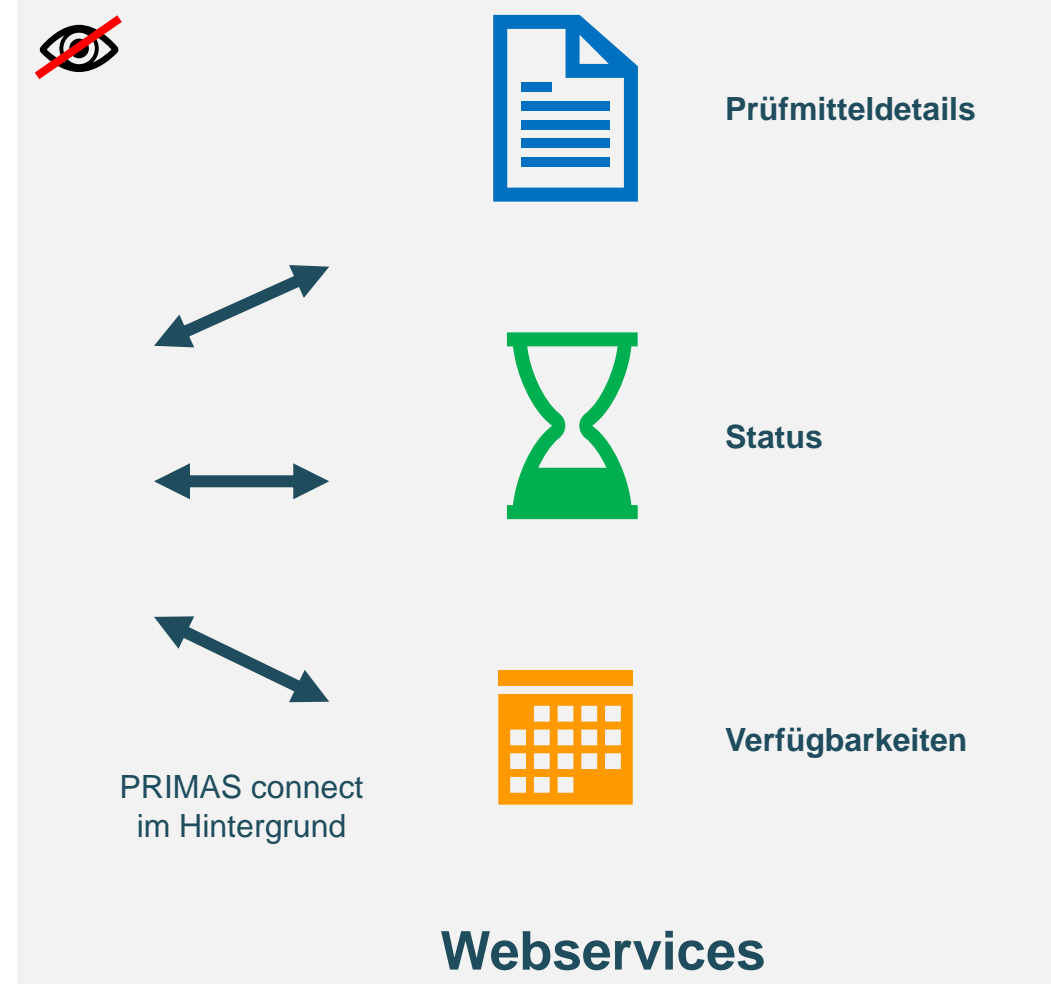 Prüfmitteldetails
Status
Verfügbarkeiten
PRIMAS connect
im Hintergrund
Webservices